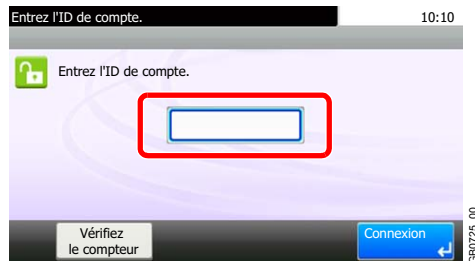 Entrez l'ID de compte. 10:10
Entrez l'ID de compte.
Vérifiez
le compteur
Connexion
GB0725_00